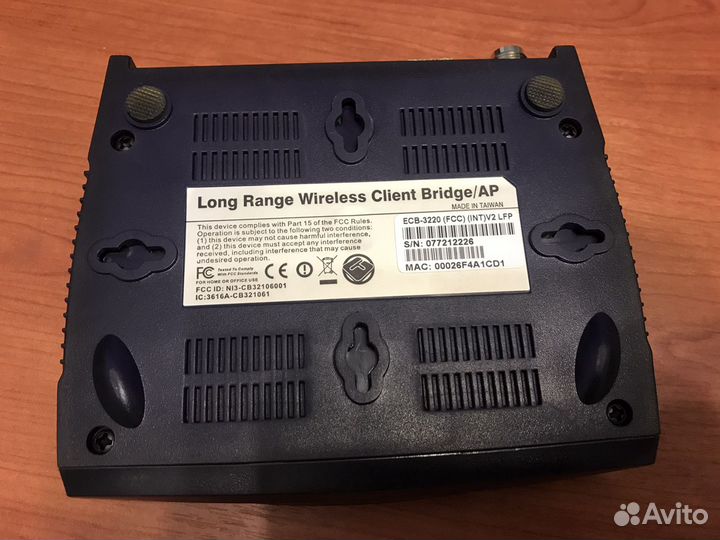 Long Range Wireless Client Bridge/AP
MADE IN TAIWAN
This device complies with Part 15 of the FCC Rules.
Operation is subject to the following two conditions:
(1) this device may not cause harmful interference,
and (2) this device must accept any interference
received, including interference that may cause
undesired operation.
FC Tested To Comply
With FCC Standards
FOR HOME OR OFFICE USE
CE
FCC ID: NI3-CB32106001
IC:3616A-CB321061
ECB-3220 (FCC) (INT)V2 LFP
S/N: 077212226
MAC: 00026F4A1CD1
Avito